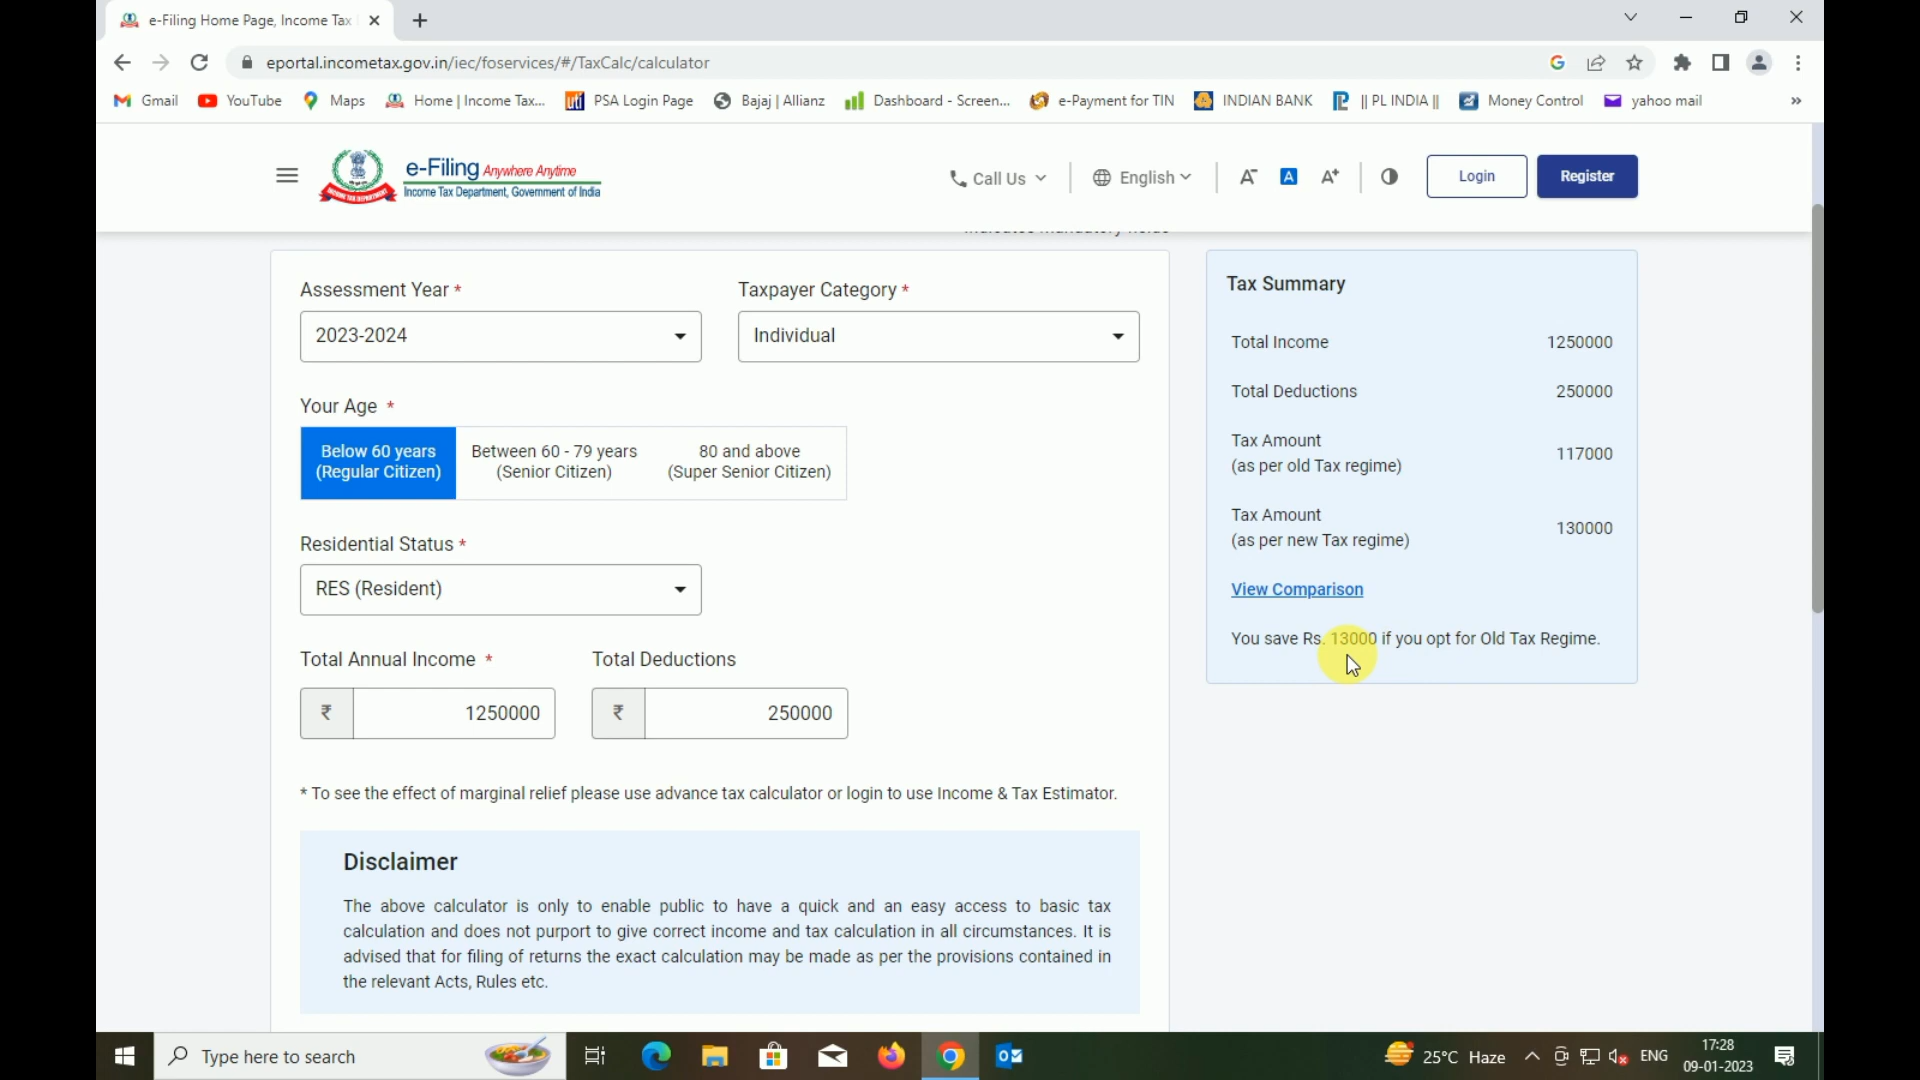 e-Filing Home Page, Income Tax
eportal.incometax.gov.in/iec/foservices/#/TaxCalc/calculator
Gmail YouTube Maps Home | Income Tax... PSA Login Page Bajaj | Allianz Dashboard - Screen... e-Payment for TIN INDIAN BANK || PL INDIA || Money Control yahoo mail »
e-Filing Anywhere Anytime
Income Tax Department, Government of India
Call Us English A- A A+ Login Register
Assessment Year * Taxpayer Category *
2023-2024 Individual
Your Age *
Below 60 years (Regular Citizen)
Between 60 - 79 years (Senior Citizen)
80 and above (Super Senior Citizen)
Residential Status *
RES (Resident)
Total Annual Income * Total Deductions
₹ 1250000 ₹ 250000
* To see the effect of marginal relief please use advance tax calculator or login to use Income & Tax Estimator.
Disclaimer
The above calculator is only to enable public to have a quick and an easy access to basic tax
calculation and does not purport to give correct income and tax calculation in all circumstances. It is
advised that for filing of returns the exact calculation may be made as per the provisions contained in
the relevant Acts, Rules etc.
Tax Summary
Total Income 1250000
Total Deductions 250000
Tax Amount
(as per old Tax regime) 117000
Tax Amount
(as per new Tax regime) 130000
View Comparison
You save Rs. 13000 if you opt for Old Tax Regime.
Type here to search
25°C Haze ENG 17:28
09-01-2023